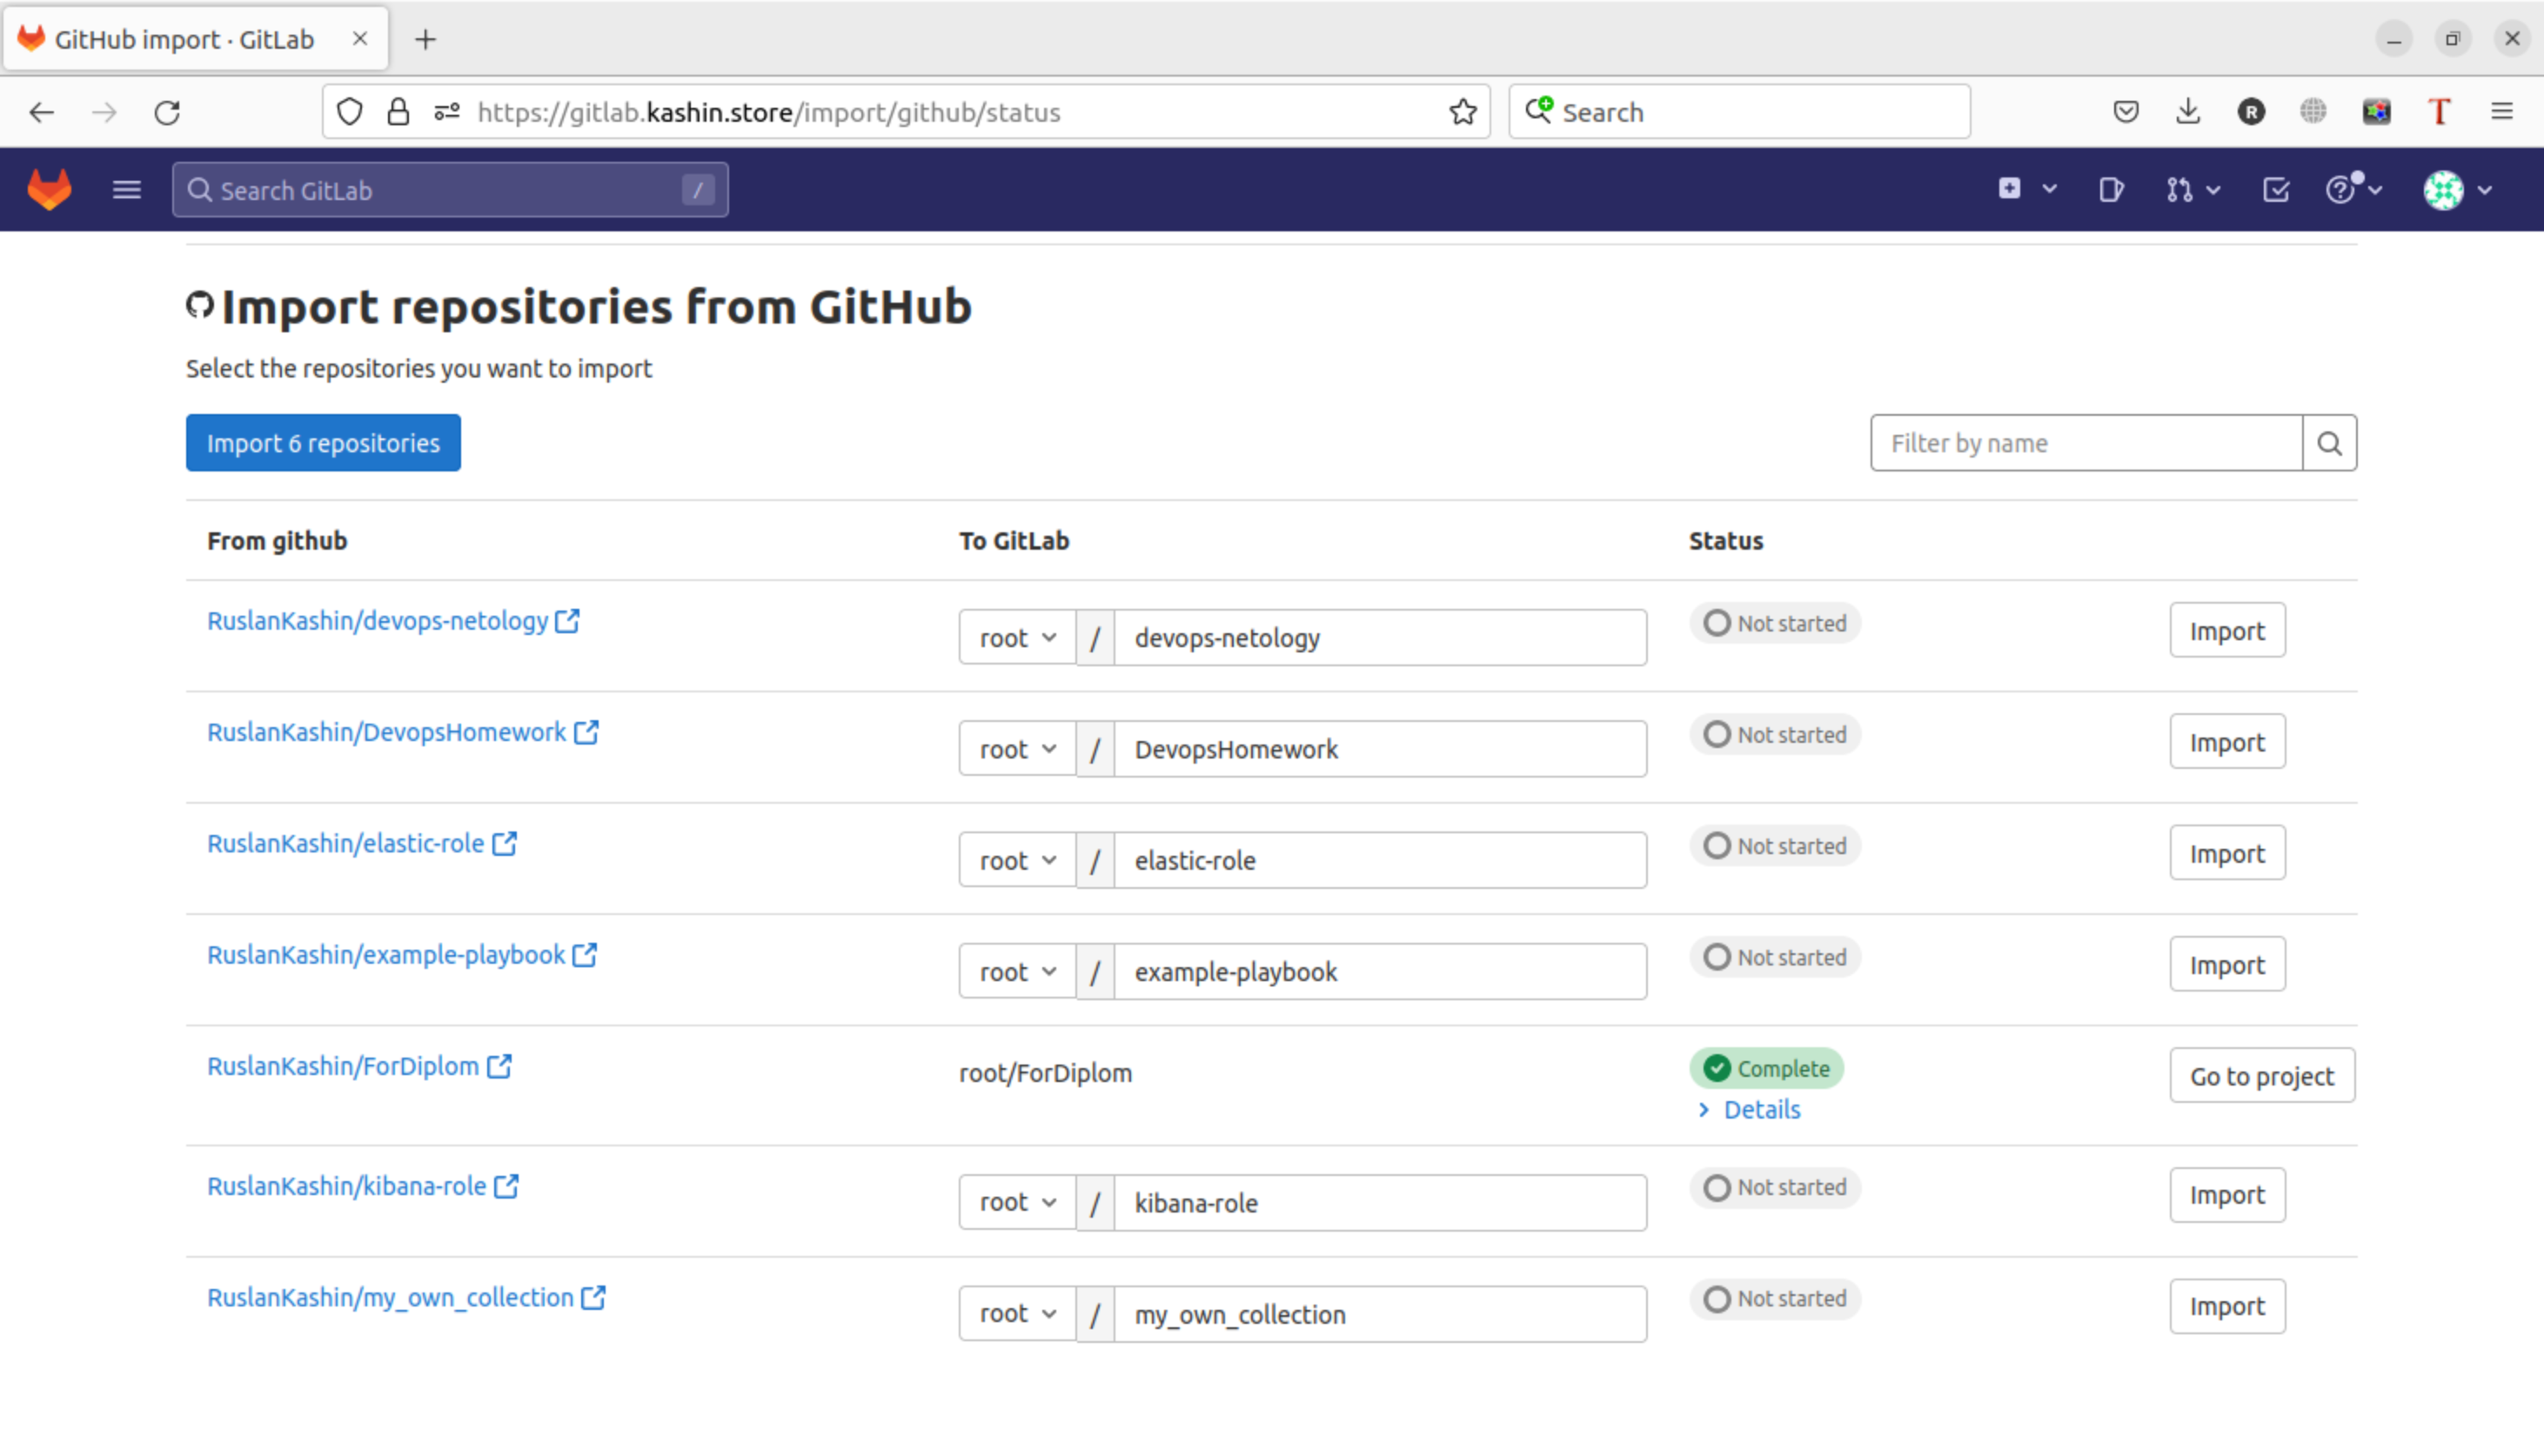 GitHub import · GitLab
https://gitlab.kashin.store/import/github/status
Search
R
T
Search GitLab
/
Import repositories from GitHub
Select the repositories you want to import
Import 6 repositories
Filter by name
From github To GitLab Status
RuslanKashin/devops-netology root / devops-netology Not started Import
RuslanKashin/DevopsHomework root / DevopsHomework Not started Import
RuslanKashin/elastic-role root / elastic-role Not started Import
RuslanKashin/example-playbook root / example-playbook Not started Import
RuslanKashin/ForDiplom root/ForDiplom Complete Go to project
Details
RuslanKashin/kibana-role root / kibana-role Not started Import
RuslanKashin/my_own_collection root / my_own_collection Not started Import